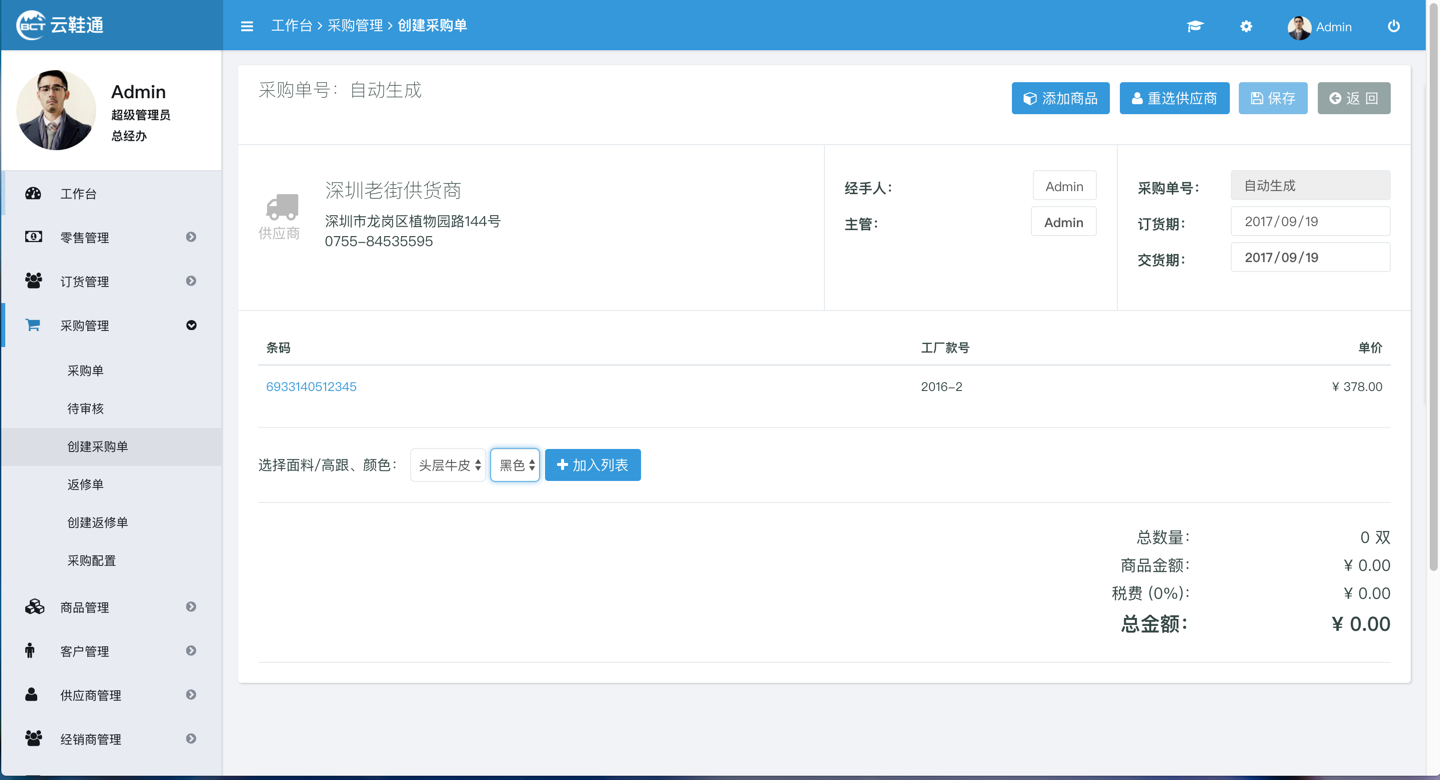 BCT 云鞋通
工作台 > 采购管理 > 创建采购单
Admin
Admin
超级管理员
总经办
工作台
零售管理
订货管理
采购管理
采购单
待审核
创建采购单
返修单
创建返修单
采购配置
商品管理
客户管理
供应商管理
经销商管理
采购单号：自动生成
添加商品
重选供应商
保存
返 回
供应商
深圳老街供货商
深圳市龙岗区植物园路144号
0755-84535595
经手人： Admin
主管： Admin
采购单号： 自动生成
订货期： 2017/09/19
交货期： 2017/09/19
条码 工厂款号 单价
6933140512345 2016-2 ¥ 378.00
选择面料/高跟、颜色： 头层牛皮 黑色 加入列表
总数量： 0 双
商品金额： ¥ 0.00
税费 (0%)： ¥ 0.00
总金额： ¥ 0.00